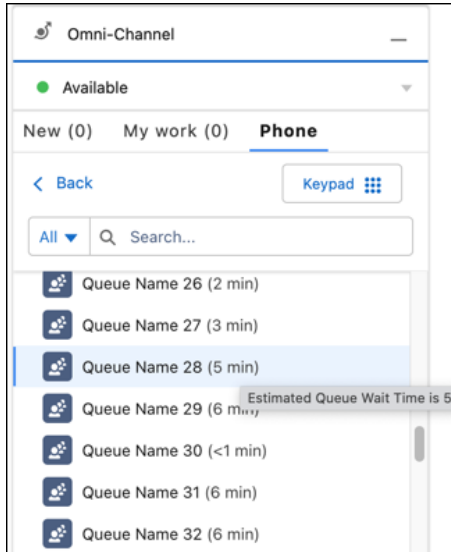 Omni-Channel
Available
New (0) My work (0) Phone
Back Keypad
All Search...
Queue Name 26 (2 min)
Queue Name 27 (3 min)
Queue Name 28 (5 min)
Estimated Queue Wait Time is 5
Queue Name 29 (6 min)
Queue Name 30 (<1 min)
Queue Name 31 (6 min)
Queue Name 32 (6 min)